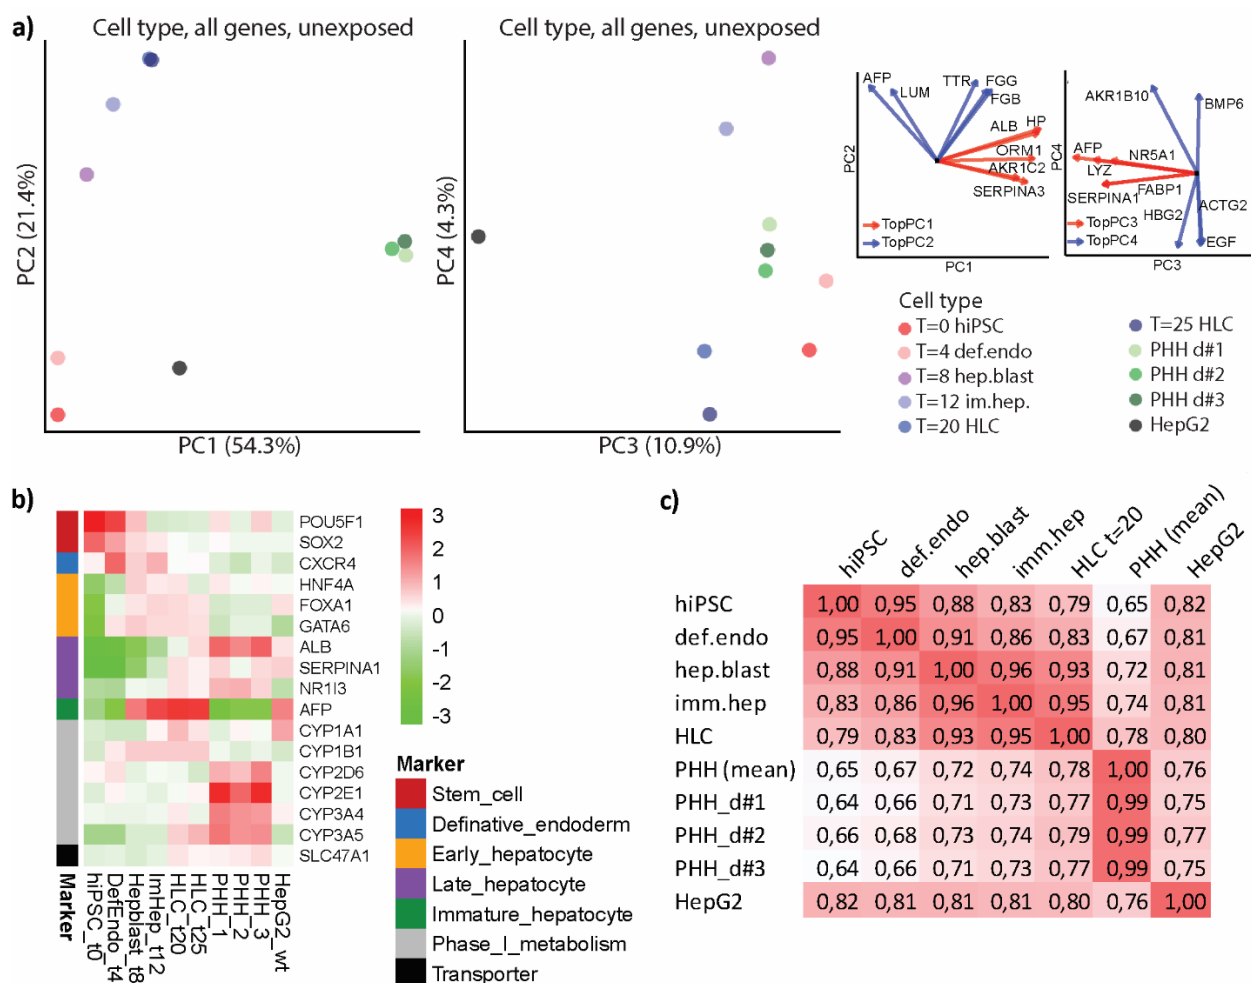 a)
Cell type, all genes, unexposed
PC2 (21.4%)
PC1 (54.3%)
Cell type, all genes, unexposed
PC4 (4.3%)
PC3 (10.9%)
AFP
LUM
TTR
FGG
FGB
ALB
HP
ORM1
AKR1C2
SERPINA3
TopPC1
TopPC2
PC2
PC1
AKR1B10
BMP6
AFP
NR5A1
LYZ
FABP1
SERPINA1
ACTG2
HBG2
EGF
TopPC3
TopPC4
PC4
PC3
Cell type
T=0 hiPSC
T=4 def.endo
T=8 hep.blast
T=12 im.hep.
T=20 HLC
T=25 HLC
PHH d#1
PHH d#2
PHH d#3
HepG2
b)
POU5F1
SOX2
CXCR4
HNF4A
FOXA1
GATA6
ALB
SERPINA1
NR1I3
AFP
CYP1A1
CYP1B1
CYP2D6
CYP2E1
CYP3A4
CYP3A5
SLC47A1
Marker
hiPSC_t0
DefEndo_t4
Hepblast_t8
ImHep_t12
HLC_t20
HLC_t25
PHH_1
PHH_2
PHH_3
HepG2_wt
3
2
1
0
-1
-2
-3
Marker
Stem_cell
Definative_endoderm
Early_hepatocyte
Late_hepatocyte
Immature_hepatocyte
Phase_I_metabolism
Transporter
c)
hiPSC def.endo hep.blast imm.hep HLC t=20 PHH (mean) HepG2
hiPSC 1,00 0,95 0,88 0,83 0,79 0,65 0,82
def.endo 0,95 1,00 0,91 0,86 0,83 0,67 0,81
hep.blast 0,88 0,91 1,00 0,96 0,93 0,72 0,81
imm.hep 0,83 0,86 0,96 1,00 0,95 0,74 0,81
HLC 0,79 0,83 0,93 0,95 1,00 0,78 0,80
PHH (mean) 0,65 0,67 0,72 0,74 0,78 1,00 0,76
PHH_d#1 0,64 0,66 0,71 0,73 0,77 0,99 0,75
PHH_d#2 0,66 0,68 0,73 0,74 0,79 0,99 0,77
PHH_d#3 0,64 0,66 0,71 0,73 0,77 0,99 0,75
HepG2 0,82 0,81 0,81 0,81 0,80 0,76 1,00